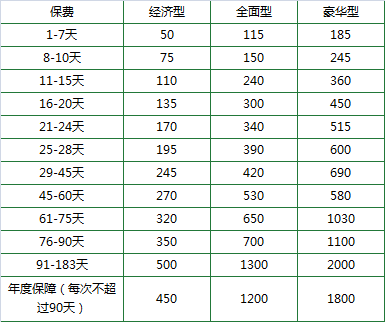 保费 经济型 全面型 豪华型
1-7天 50 115 185
8-10天 75 150 245
11-15天 110 240 360
16-20天 135 300 450
21-24天 170 340 515
25-28天 195 390 600
29-45天 245 420 690
45-60天 270 530 580
61-75天 320 650 1030
76-90天 350 700 1100
91-183天 500 1300 2000
年度保障（每次不超
过90天） 450 1200 1800